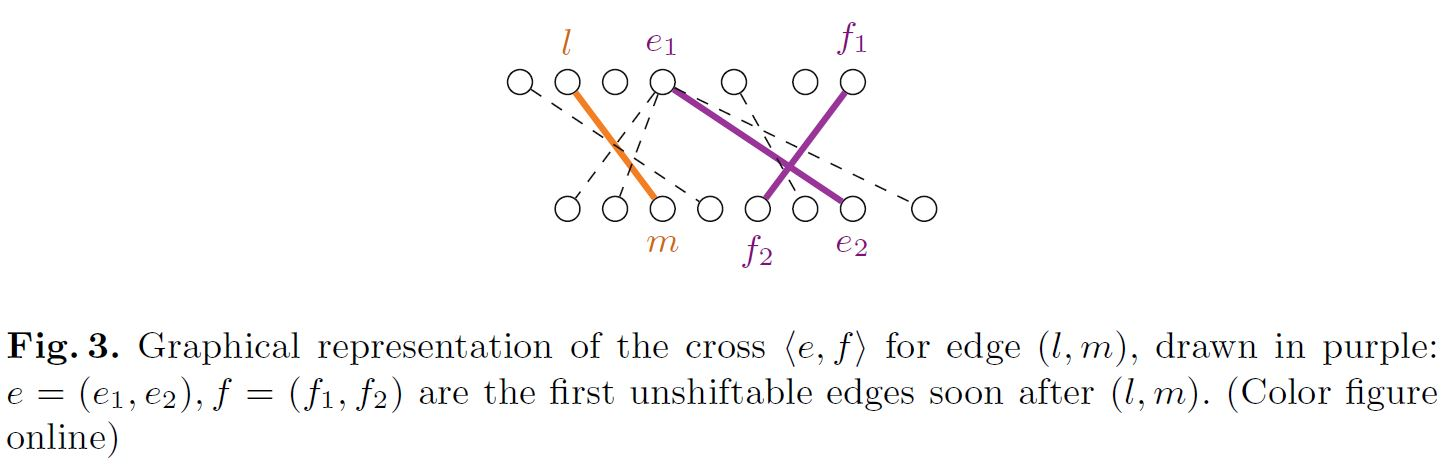 l e₁ f₁
m f₂ e₂
Fig. 3. Graphical representation of the cross ⟨e, f⟩ for edge (l, m), drawn in purple:
e = (e₁, e₂), f = (f₁, f₂) are the first unshiftable edges soon after (l, m). (Color figure
online)